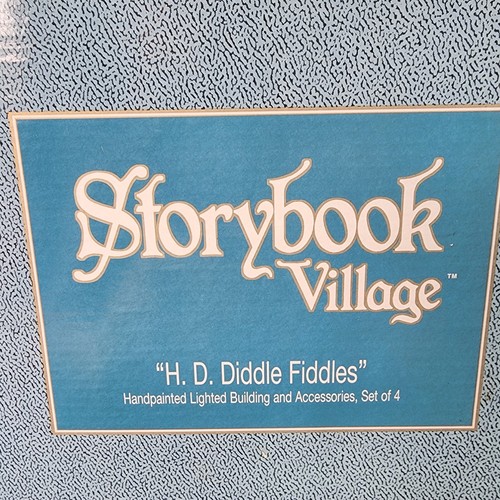 Storybook
Village™
"H. D. Diddle Fiddles"
Handpainted Lighted Building and Accessories, Set of 4